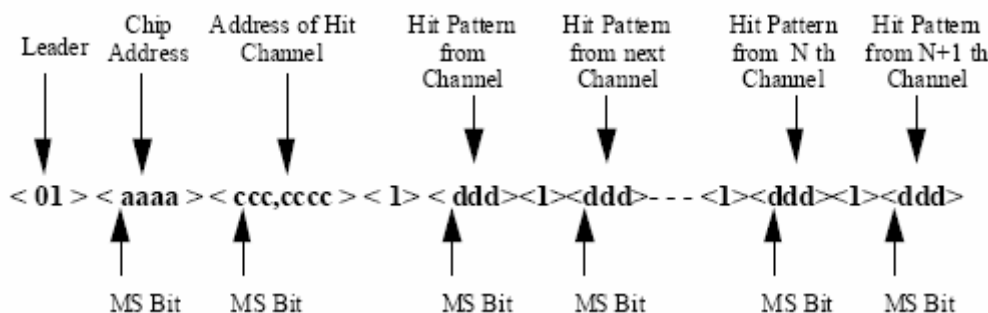 Leader
Chip Address
Address of Hit Channel
Hit Pattern from Channel
Hit Pattern from next Channel
Hit Pattern from N th Channel
Hit Pattern from N+1 th Channel
< 01 >< aaaa >< ccc,cccc > < 1> < ddd><1><ddd>- - - <1><ddd><1><ddd>
MS Bit MS Bit MS Bit MS Bit MS Bit MS Bit